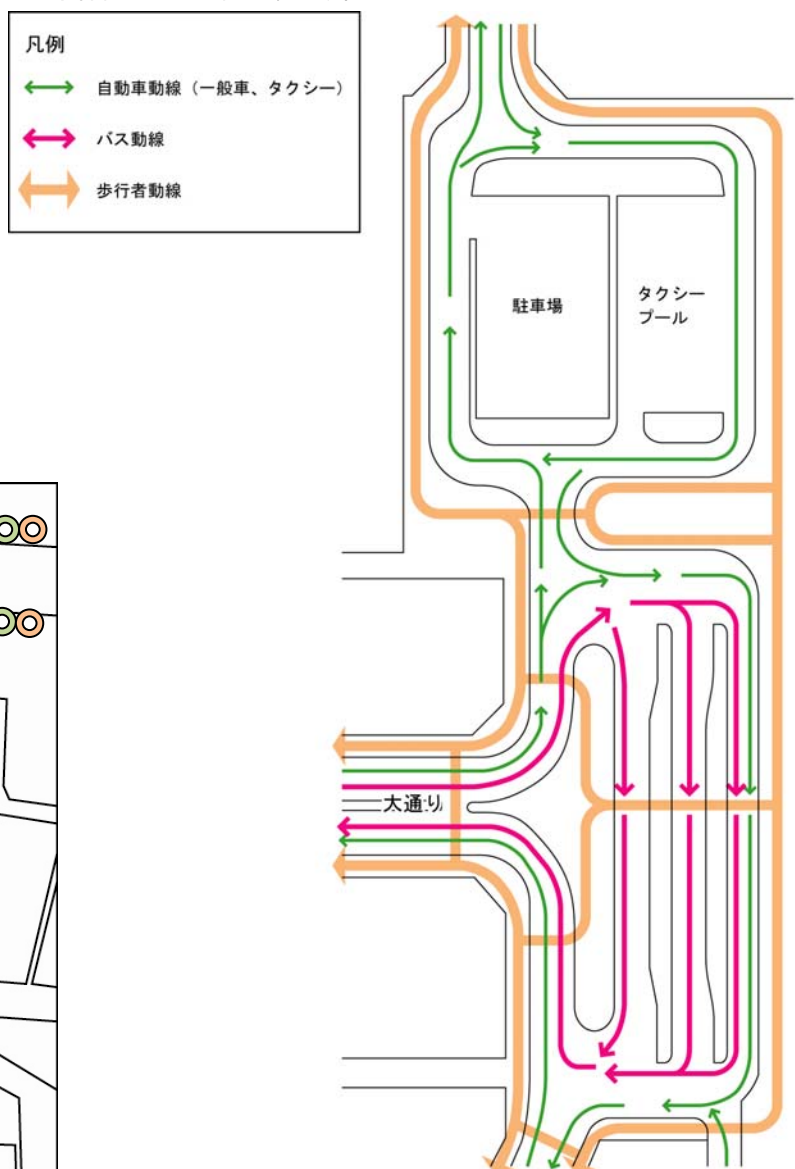 凡例
自動車動線（一般車、タクシー）
バス動線
歩行者動線
駐車場
タクシー
プール
大通り